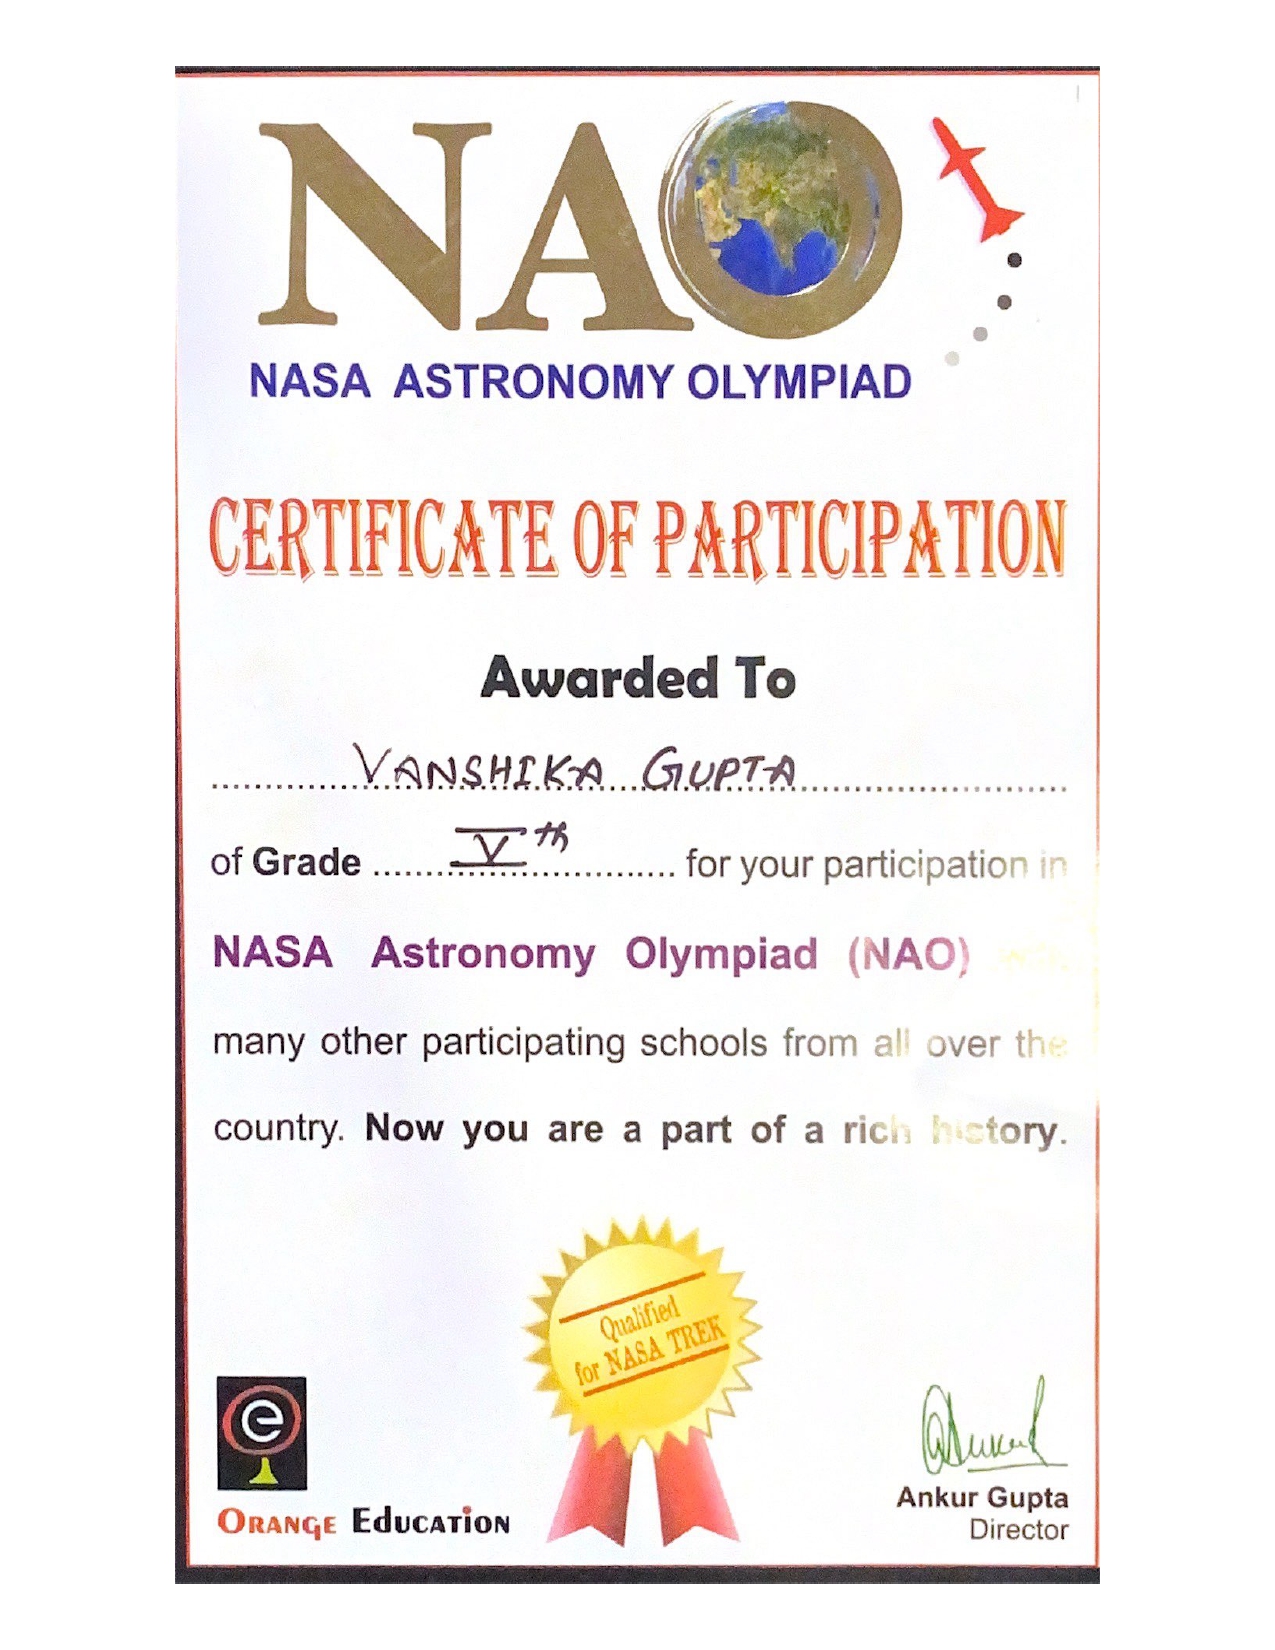 NAO
NASA ASTRONOMY OLYMPIAD
CERTIFICATE OF PARTICIPATION
Awarded To
VANSHIKA GUPTA
of Grade Vth for your participation in
NASA Astronomy Olympiad (NAO) with
many other participating schools from all over the
country. Now you are a part of a rich history.
Qualified
for NASA TREK
e
ORANGE EDUCATION
Ankur Gupta
Director